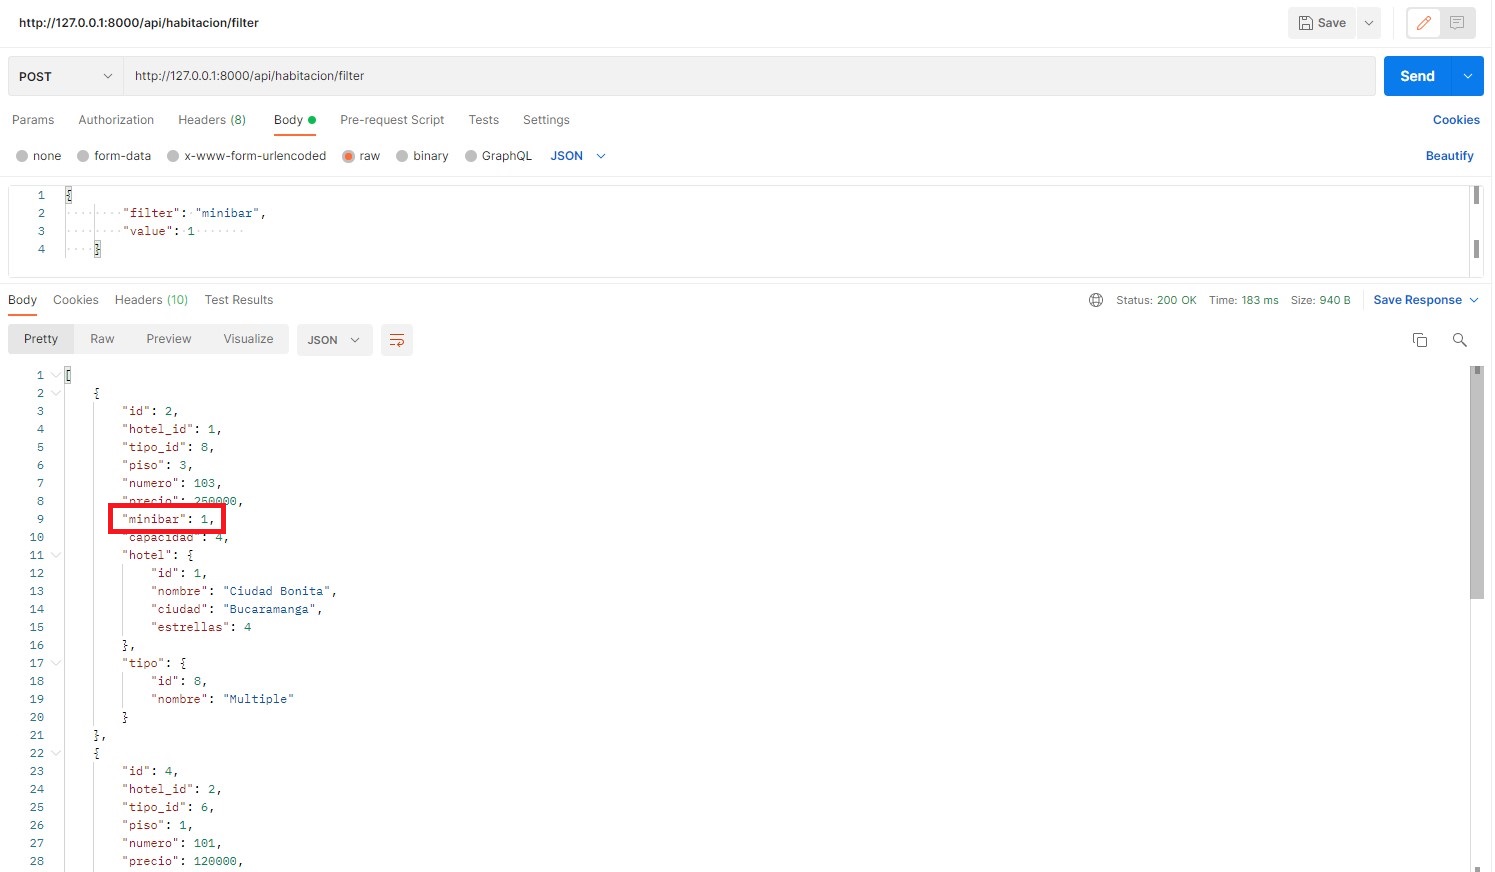 http://127.0.0.1:8000/api/habitacion/filter
Save
POST
http://127.0.0.1:8000/api/habitacion/filter
Send
Params Authorization Headers (8) Body Pre-request Script Tests Settings Cookies
none form-data x-www-form-urlencoded raw binary GraphQL JSON Beautify
1 {
2 "filter": "minibar",
3 "value": 1
4 }
Body Cookies Headers (10) Test Results Status: 200 OK Time: 183 ms Size: 940 B Save Response
Pretty Raw Preview Visualize JSON
1 [
2 {
3 "id": 2,
4 "hotel_id": 1,
5 "tipo_id": 8,
6 "piso": 3,
7 "numero": 103,
8 "precio": 250000,
9 "minibar": 1,
10 "capacidad": 4,
11 "hotel": {
12 "id": 1,
13 "nombre": "Ciudad Bonita",
14 "ciudad": "Bucaramanga",
15 "estrellas": 4
16 },
17 "tipo": {
18 "id": 8,
19 "nombre": "Multiple"
20 }
21 },
22 {
23 "id": 4,
24 "hotel_id": 2,
25 "tipo_id": 6,
26 "piso": 1,
27 "numero": 101,
28 "precio": 120000,